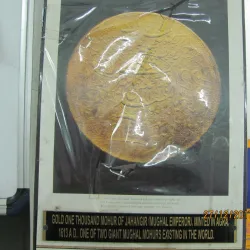 GOLD ONE THOUSAND MOHUR OF JAHANGIR (MUGHAL EMPEROR), MINTED IN AGRA
1613 A.D., ONE OF TWO GIANT MUGHAL MOHURS EXISTING IN THE WORLD.